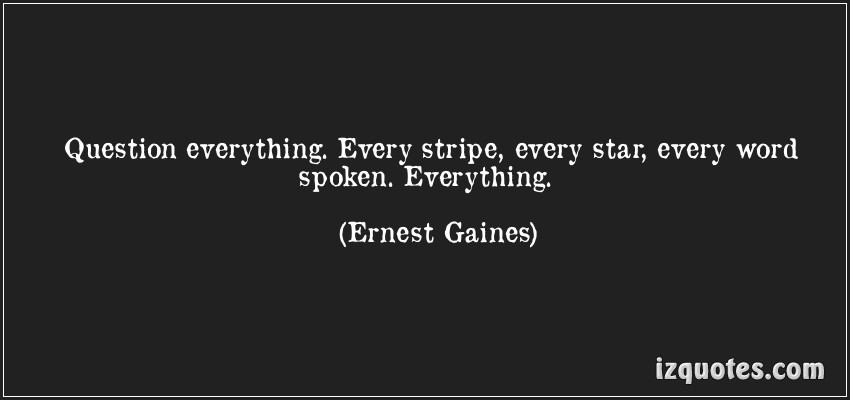 Question everything. Every stripe, every star, every word
spoken. Everything.
(Ernest Gaines)
izquotes.com